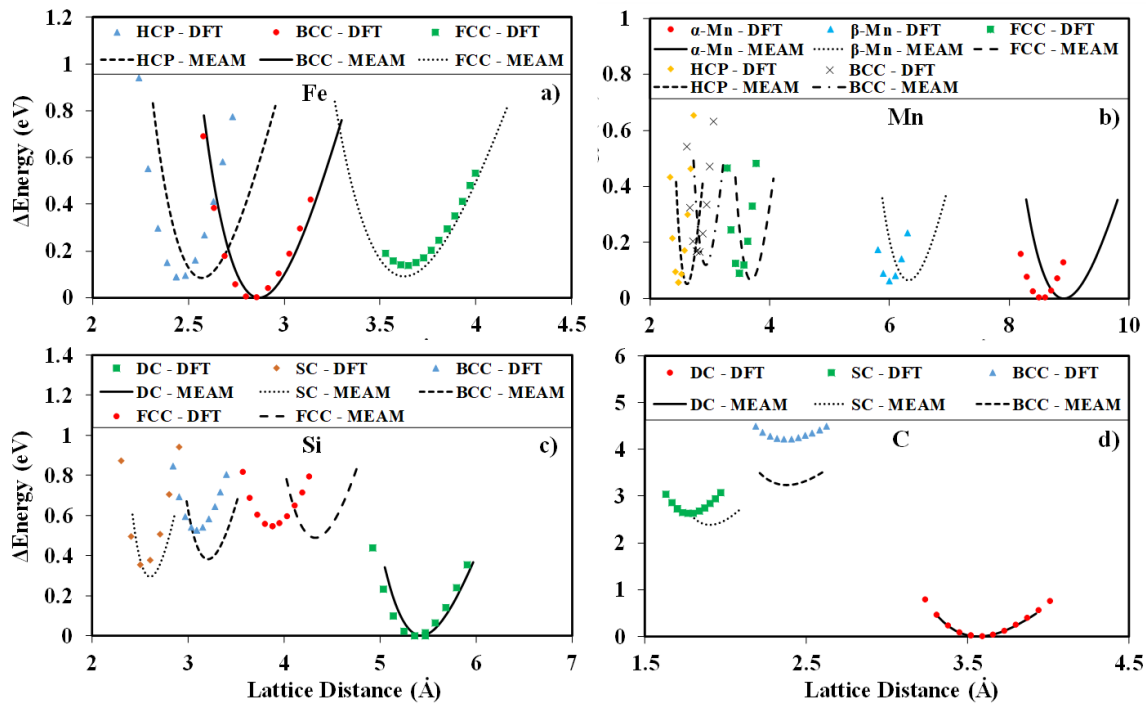 1.2
1
0.8
0.6
0.4
0.2
0
ΔEnergy (eV)
HCP - DFT BCC - DFT FCC - DFT
HCP - MEAM BCC - MEAM FCC - MEAM
Fe a)
2 2.5 3 3.5 4 4.5
1
0.8
0.6
0.4
0.2
0
α-Mn - DFT β-Mn - DFT FCC - DFT
α-Mn - MEAM β-Mn - MEAM FCC - MEAM
HCP - DFT BCC - DFT
HCP - MEAM BCC - MEAM
Mn b)
2 4 6 8 10
1.4
1.2
1
0.8
0.6
0.4
0.2
0
ΔEnergy (eV)
DC - DFT SC - DFT BCC - DFT
DC - MEAM SC - MEAM BCC - MEAM
FCC - DFT FCC - MEAM
Si c)
2 3 4 5 6 7
Lattice Distance (Å)
6
5
4
3
2
1
0
DC - DFT SC - DFT BCC - DFT
DC - MEAM SC - MEAM BCC - MEAM
C d)
1.5 2.5 3.5 4.5
Lattice Distance (Å)